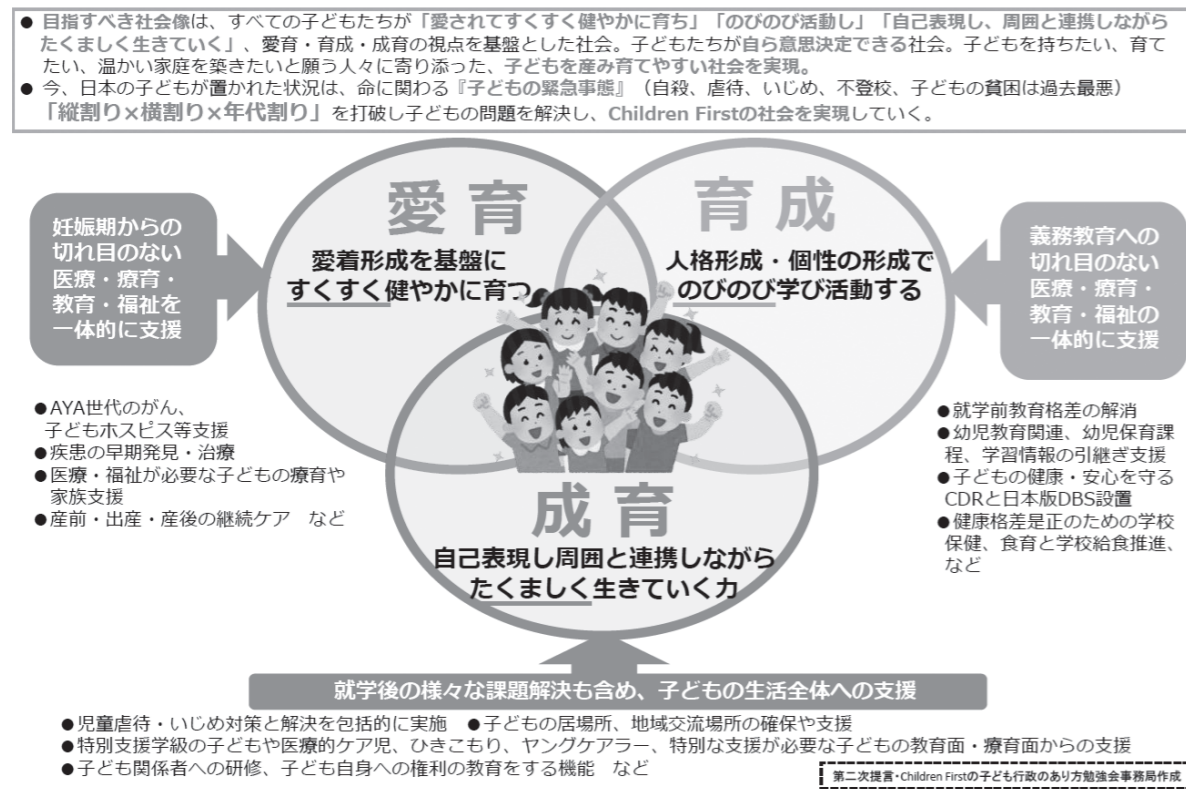 ●目指すべき社会像は、すべての子どもたちが「愛されてすくすく健やかに育ち」「のびのび活動し」「自己表現し、周囲と連携しながら
たくましく生きていく」、愛育・育成・成育の視点を基盤とした社会。子どもたちが自ら意思決定できる社会。子どもを持ちたい、育て
たい、温かい家庭を築きたいと願う人々に寄り添った、子どもを産み育てやすい社会を実現。
●今、日本の子どもが置かれた状況は、命に関わる『子どもの緊急事態』（自殺、虐待、いじめ、不登校、子どもの貧困は過去最悪）
「縦割り×横割り×年代割り」を打破し子どもの問題を解決し、Children Firstの社会を実現していく。
妊娠期からの
切れ目のない
医療・療育・
教育・福祉を
一体的に支援
愛育
愛着形成を基盤に
すくすく健やかに育つ
育成
人格形成・個性の形成で
のびのび学び活動する
義務教育への
切れ目のない
医療・療育・
教育・福祉の
一体的に支援
●AYA世代のがん、
子どもホスピス等支援
●疾患の早期発見・治療
●医療・福祉が必要な子どもの療育や
家族支援
●産前・出産・産後の継続ケア　など
●就学前教育格差の解消
●幼児教育関連、幼児保育課
程、学習情報の引継ぎ支援
●子どもの健康・安心を守る
CDRと日本版DBS設置
●健康格差是正のための学校
保健、食育と学校給食推進、
など
成育
自己表現し周囲と連携しながら
たくましく生きていく力
就学後の様々な課題解決も含め、子どもの生活全体への支援
●児童虐待・いじめ対策と解決を包括的に実施　●子どもの居場所、地域交流場所の確保や支援
●特別支援学級の子どもや医療的ケア児、ひきこもり、ヤングケアラー、特別な支援が必要な子どもの教育面・療育面からの支援
●子ども関係者への研修、子ども自身への権利の教育をする機能　など
第二次提言・Children Firstの子ども行政のあり方勉強会事務局作成